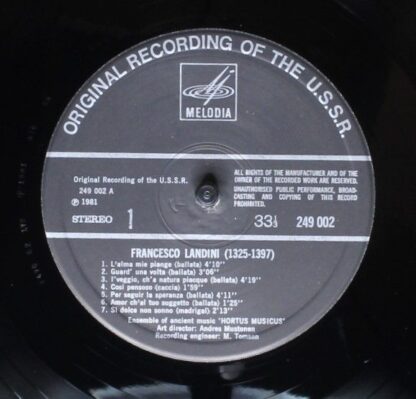 ORIGINAL RECORDING OF THE U.S.S.R.
MELODIA
Original Recording of the U.S.S.R.
249 002 A
Ⓟ 1981
ALL RIGHTS OF THE MANUFACTURER AND OF THE
OWNER OF THE RECORDED WORK ARE RESERVED.
UNAUTHORISED PUBLIC PERFORMANCE, BROAD-
CASTING AND COPYING OF THIS RECORD
PROHIBITED.
STEREO 1 33⅓ 249 002
FRANCESCO LANDINI (1325-1397)
1. L'alma mie piange (ballata) 4'10"
2. Guard' una volta (ballata) 3'06"
3. I'veggio, ch'a natura piacque (ballata) 4'19"
4. Cosi pensoso (caccia) 1'59"
5. Per seguir la speranza (ballata) 4'11"
6. Amor ch'al tuo suggetto (ballata) 1'25"
7. Si dolce non sonno (madrigal) 2'13"
Ensemble of ancient music "HORTUS MUSICUS"
Art director: Andres Mustonen
Recording engineer: M. Tomson